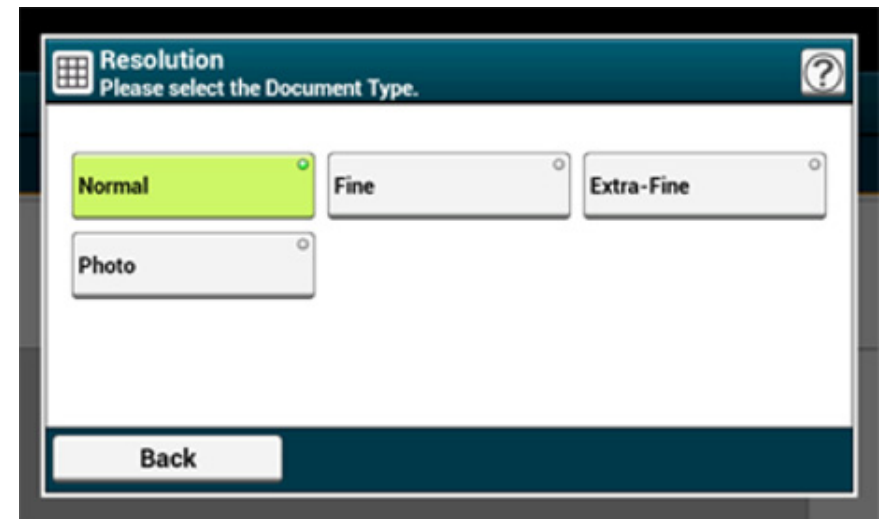 Resolution
Please select the Document Type.
?
Normal
Fine
Extra-Fine
Photo
Back